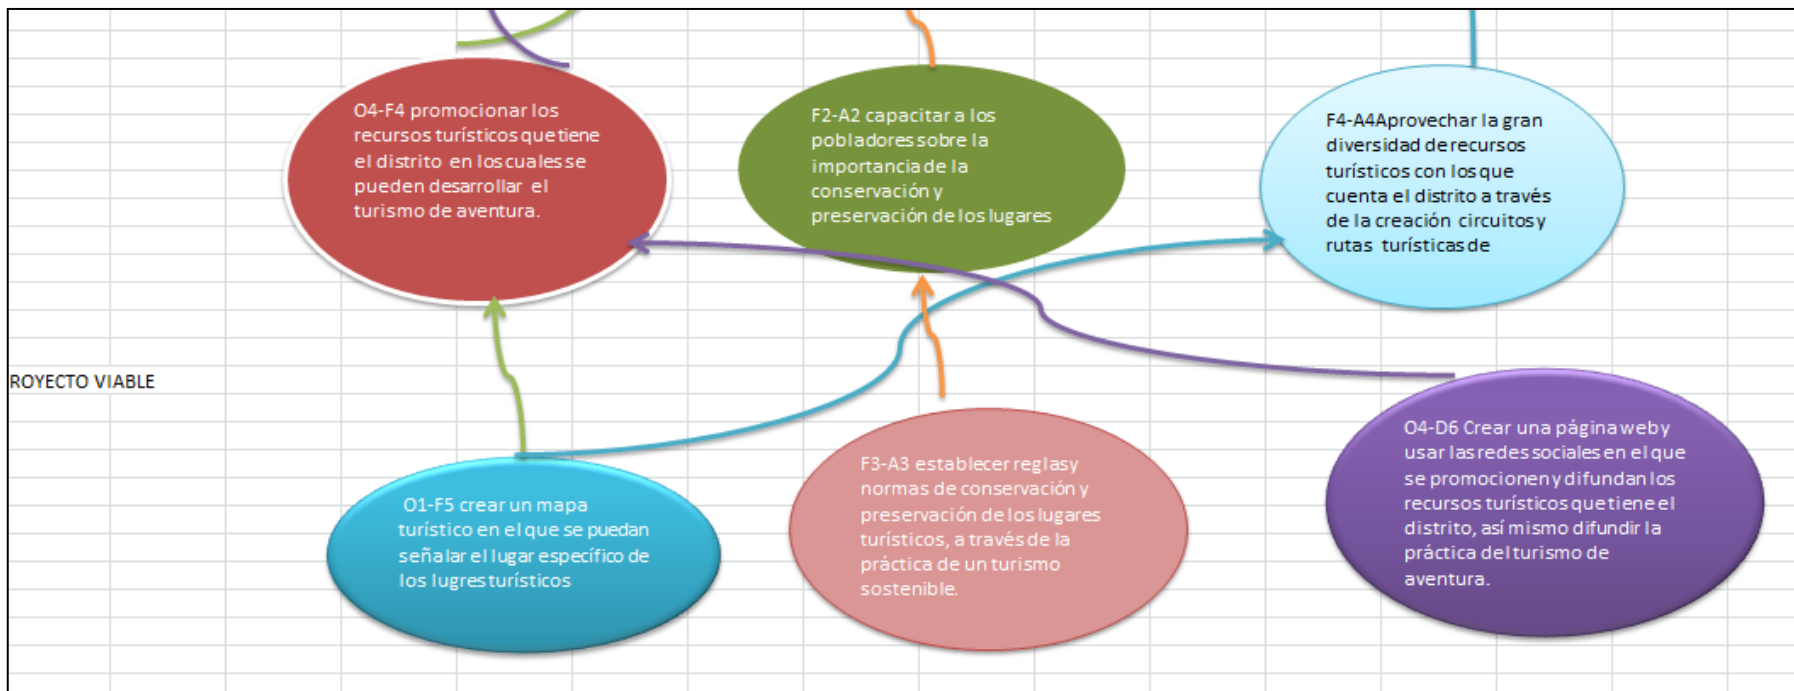 O4-F4 promocionar los
recursos turísticos que tiene
el distrito en los cuales se
pueden desarrollar el
turismo de aventura.
F2-A2 capacitar a los
pobladores sobre la
importancia de la
conservación y
preservación de los lugares
F4-A4Aprovechar la gran
diversidad de recursos
turísticos con los que
cuenta el distrito a través
de la creación circuitos y
rutas turísticas de
ROYECTO VIABLE
O1-F5 crear un mapa
turístico en el que se puedan
señalar el lugar específico de
los lugres turísticos
F3-A3 establecer reglas y
normas de conservación y
preservación de los lugares
turísticos, a través de la
práctica de un turismo
sostenible.
O4-D6 Crear una página web y
usar las redes sociales en el que
se promocionen y difundan los
recursos turísticos que tiene el
distrito, así mismo difundir la
práctica del turismo de
aventura.